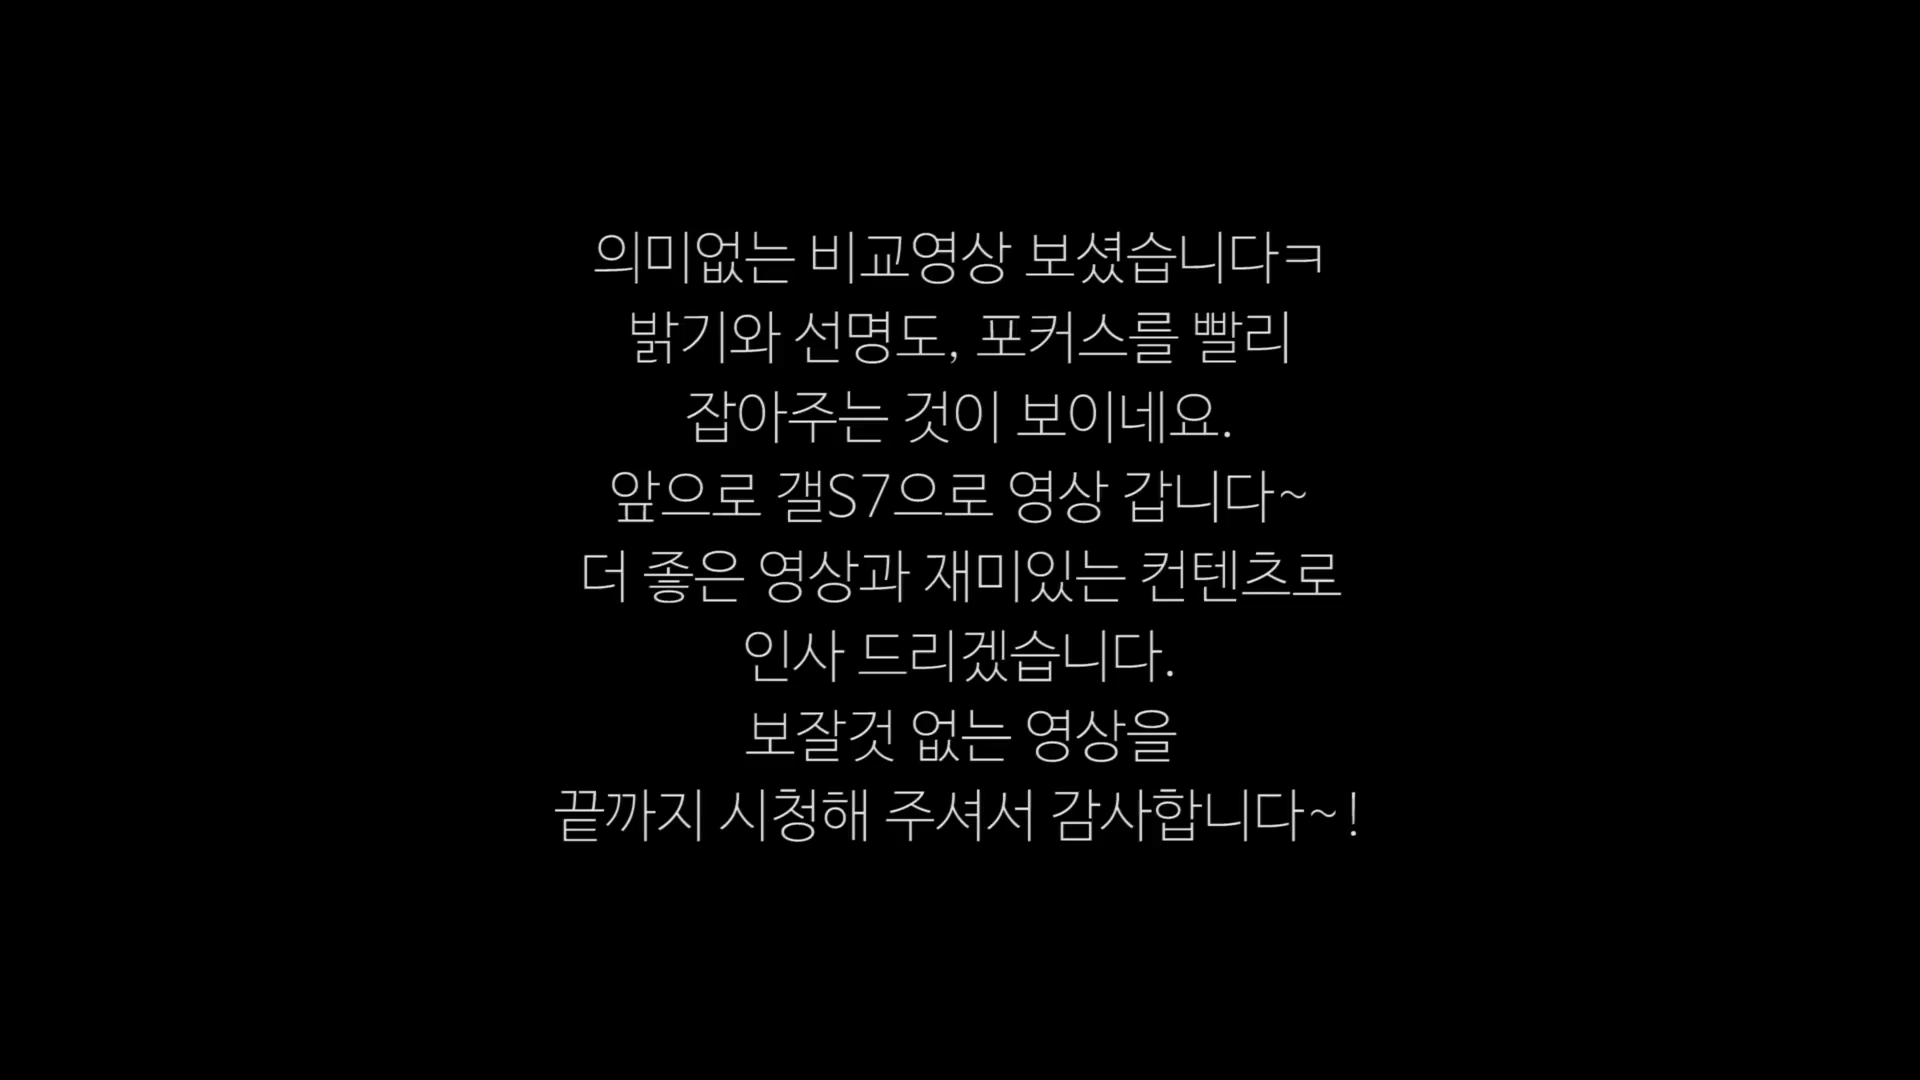 의미없는 비교영상 보셨습니다ㅋ
밝기와 선명도, 포커스를 빨리
잡아주는 것이 보이네요.
앞으로 갤S7으로 영상 갑니다~
더 좋은 영상과 재미있는 컨텐츠로
인사 드리겠습니다.
보잘것 없는 영상을
끝까지 시청해 주셔서 감사합니다~!